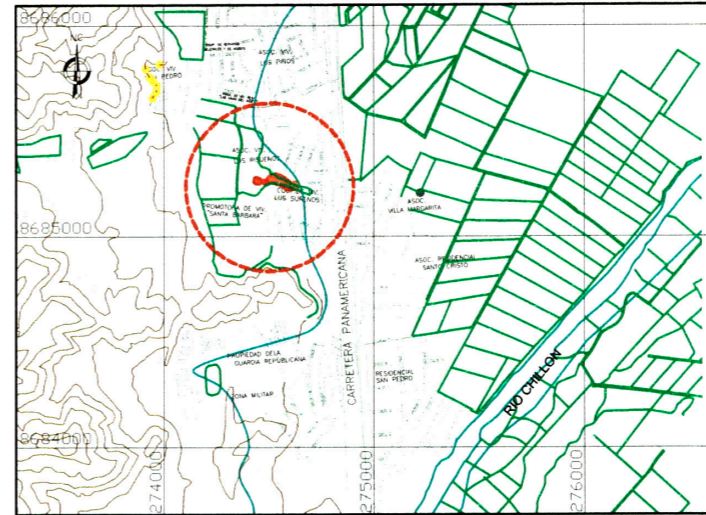 8686000
NC
ASOC. VIV.
LOS PINOS
PEDRO
ASOC. VIV.
LOS RISUEÑOS
LOS SUREÑOS
PROMOTORA DE VIV.
"SANTA BARBARA"
ASOC.
VILLA MARGARITA
8685000
ASOC. RESIDENCIAL
SANTO CRISTO
CARRETERA PANAMERICANA
PROPIEDAD DE LA
GUARDIA REPUBLICANA
ZONA MILITAR
RESIDENCIAL
SAN PEDRO
RIO CHILLON
8684000
274000
275000
276000